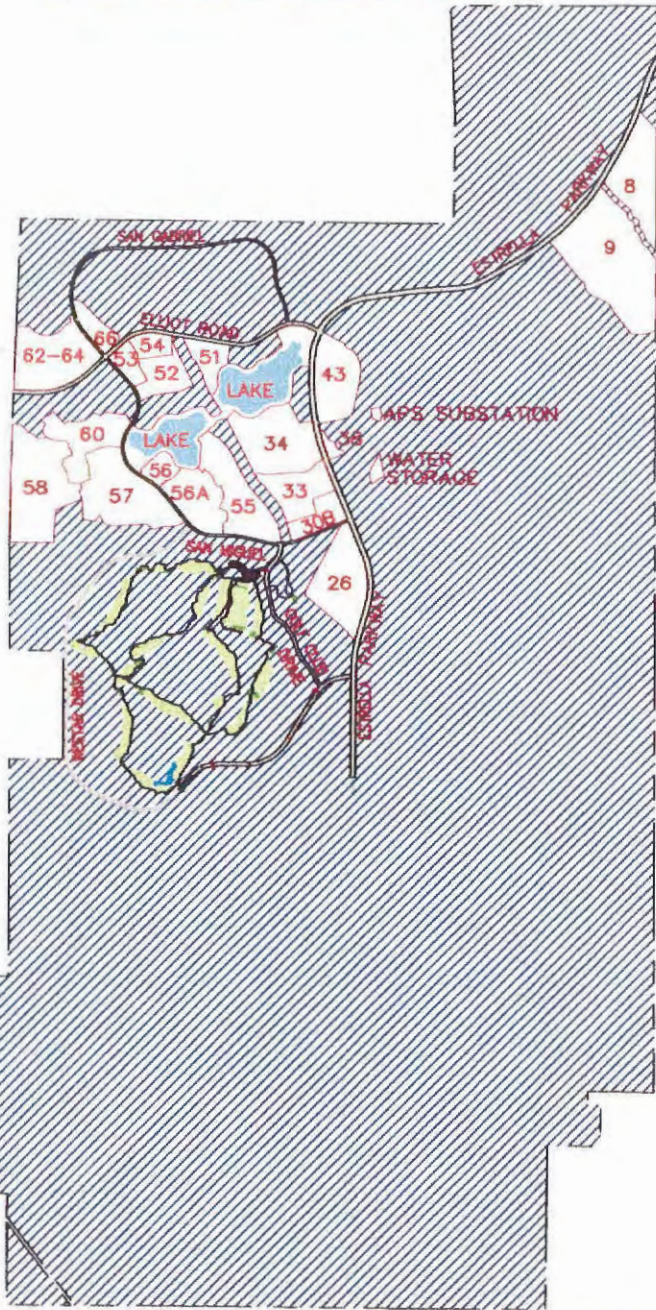 ESTRELLA PARKWAY
8
9
SAN GABRIEL
ELLIOT ROAD
66
62-64
53
54
51
52
LAKE
43
APS SUBSTATION
60
LAKE
34
38
WATER
STORAGE
58
57
56
56A
55
33
30B
SAN MIGUEL
26
GOLF CLUB
DRIVE
ESTRELLA PARKWAY